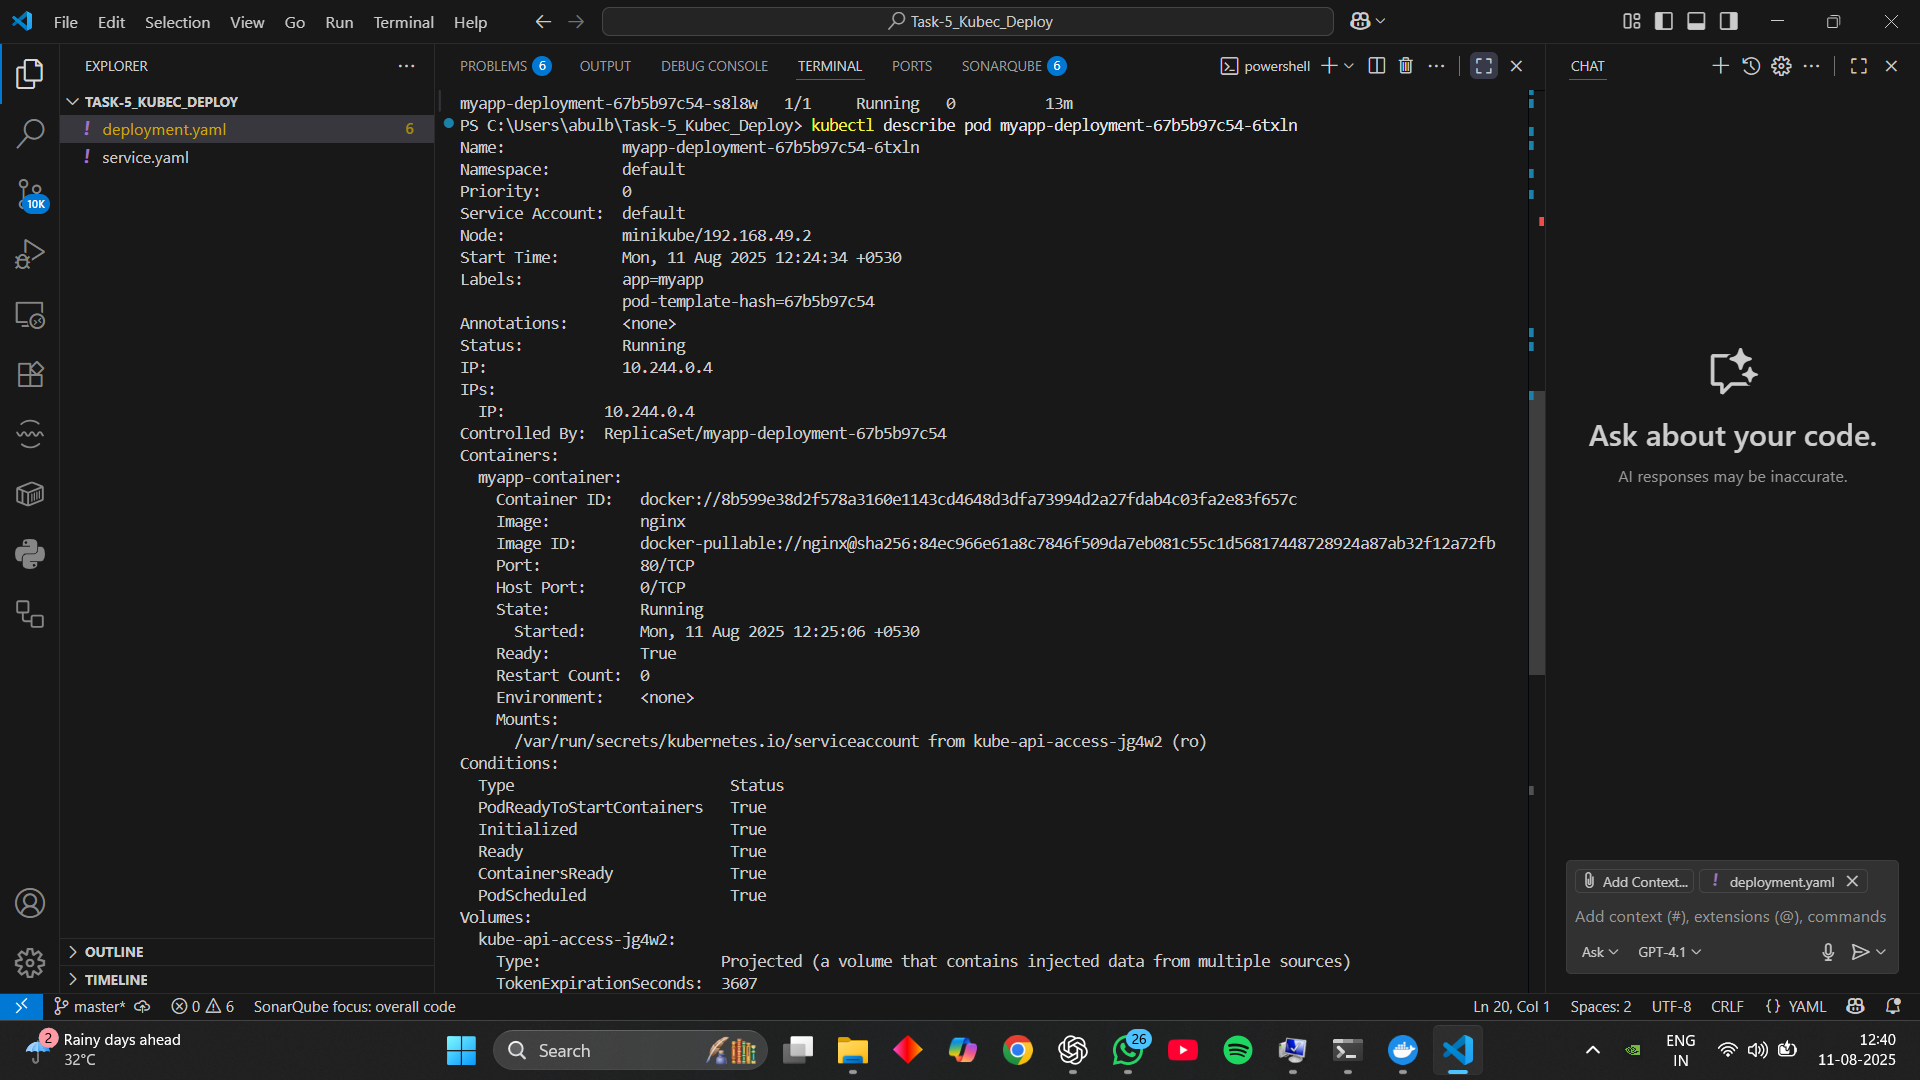 File Edit Selection View Go Run Terminal Help
Task-5_Kubec_Deploy
EXPLORER
TASK-5_KUBEC_DEPLOY
! deployment.yaml 6
! service.yaml
10K
OUTLINE
TIMELINE
PROBLEMS 6 OUTPUT DEBUG CONSOLE TERMINAL PORTS SONARQUBE 6
powershell
myapp-deployment-67b5b97c54-s8l8w 1/1 Running 0 13m
PS C:\Users\abulb\Task-5_Kubec_Deploy> kubectl describe pod myapp-deployment-67b5b97c54-6txln
Name: myapp-deployment-67b5b97c54-6txln
Namespace: default
Priority: 0
Service Account: default
Node: minikube/192.168.49.2
Start Time: Mon, 11 Aug 2025 12:24:34 +0530
Labels: app=myapp
pod-template-hash=67b5b97c54
Annotations: <none>
Status: Running
IP: 10.244.0.4
IPs:
IP: 10.244.0.4
Controlled By: ReplicaSet/myapp-deployment-67b5b97c54
Containers:
myapp-container:
Container ID: docker://8b599e38d2f578a3160e1143cd4648d3dfa73994d2a27fdab4c03fa2e83f657c
Image: nginx
Image ID: docker-pullable://nginx@sha256:84ec966e61a8c7846f509da7eb081c55c1d56817448728924a87ab32f12a72fb
Port: 80/TCP
Host Port: 0/TCP
State: Running
Started: Mon, 11 Aug 2025 12:25:06 +0530
Ready: True
Restart Count: 0
Environment: <none>
Mounts:
/var/run/secrets/kubernetes.io/serviceaccount from kube-api-access-jg4w2 (ro)
Conditions:
Type Status
PodReadyToStartContainers True
Initialized True
Ready True
ContainersReady True
PodScheduled True
Volumes:
kube-api-access-jg4w2:
Type: Projected (a volume that contains injected data from multiple sources)
TokenExpirationSeconds: 3607
CHAT
Ask about your code.
AI responses may be inaccurate.
Add Context... ! deployment.yaml
Add context (#), extensions (@), commands
Ask GPT-4.1
master* 0 6 SonarQube focus: overall code
Ln 20, Col 1 Spaces: 2 UTF-8 CRLF {} YAML
2
Rainy days ahead
32°C
Search
26
ENG
IN
12:40
11-08-2025